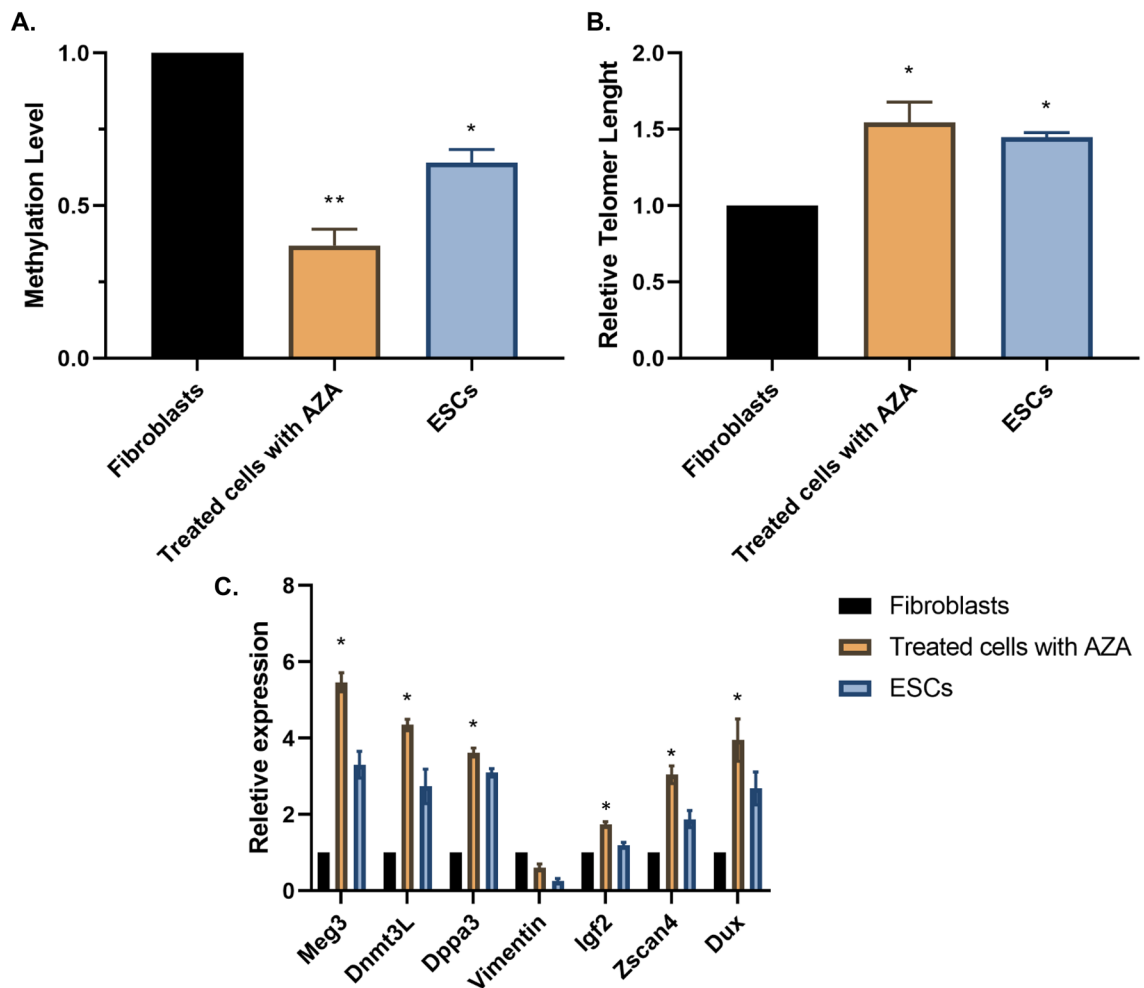 A.
Methylation Level
1.0
0.5
0.0
**
*
Fibroblasts
Treated cells with AZA
ESCs
B.
Reletive Telomer Lenght
2.0
1.5
1.0
0.5
0.0
*
*
Fibroblasts
Treated cells with AZA
ESCs
C.
Reletive expression
8
6
4
2
0
*
*
*
*
*
*
Meg3
Dnmt3L
Dppa3
Vimentin
Igf2
Zscan4
Dux
Fibroblasts
Treated cells with AZA
ESCs